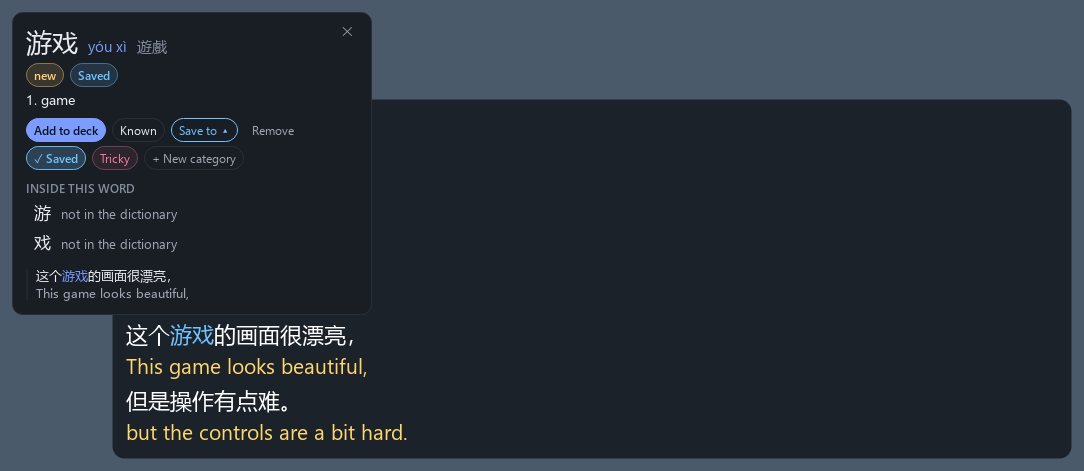 游戏 yóu xì 遊戲
new Saved
1. game
Add to deck Known Save to ▴ Remove
✓ Saved Tricky + New category
INSIDE THIS WORD
游 not in the dictionary
戏 not in the dictionary
这个游戏的画面很漂亮，
This game looks beautiful,
这个游戏的画面很漂亮，
This game looks beautiful,
但是操作有点难。
but the controls are a bit hard.